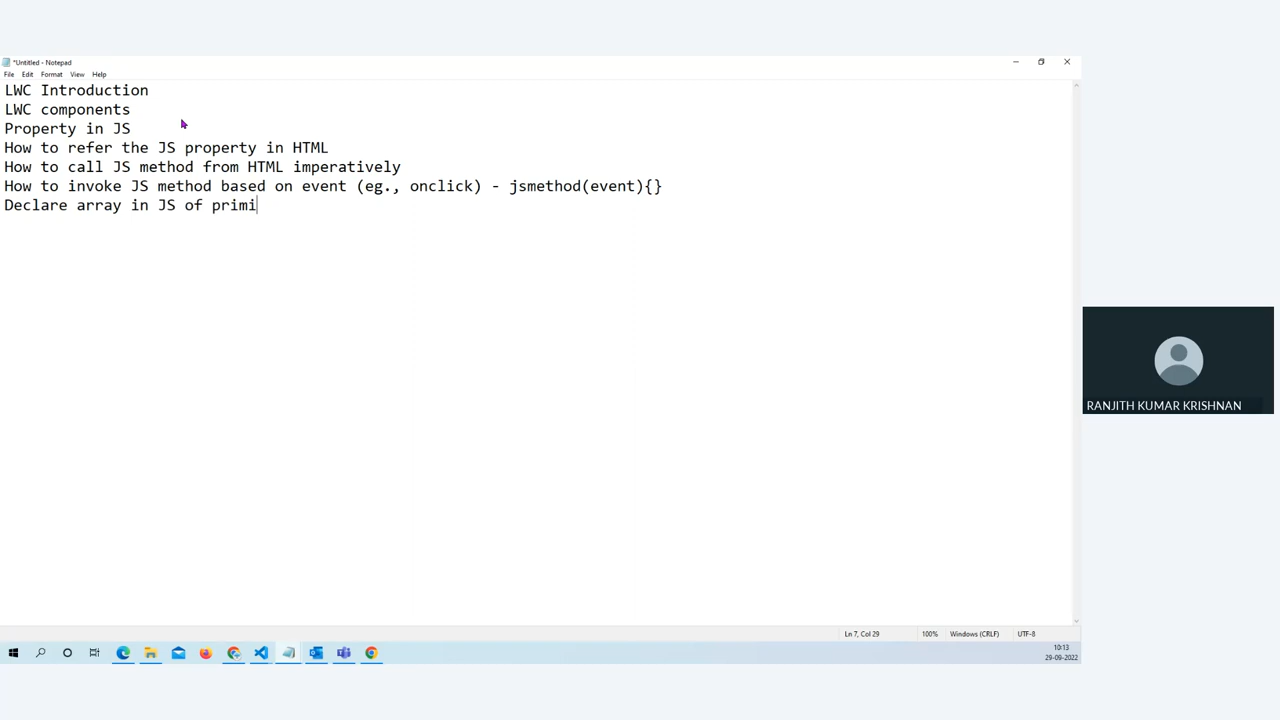 *Untitled - Notepad
File Edit Format View Help
LWC Introduction
LWC components
Property in JS
How to refer the JS property in HTML
How to call JS method from HTML imperatively
How to invoke JS method based on event (eg., onclick) - jsmethod(event){}
Declare array in JS of primi
RANJITH KUMAR KRISHNAN
Ln 7, Col 29 100% Windows (CRLF) UTF-8
10:13
29-09-2022